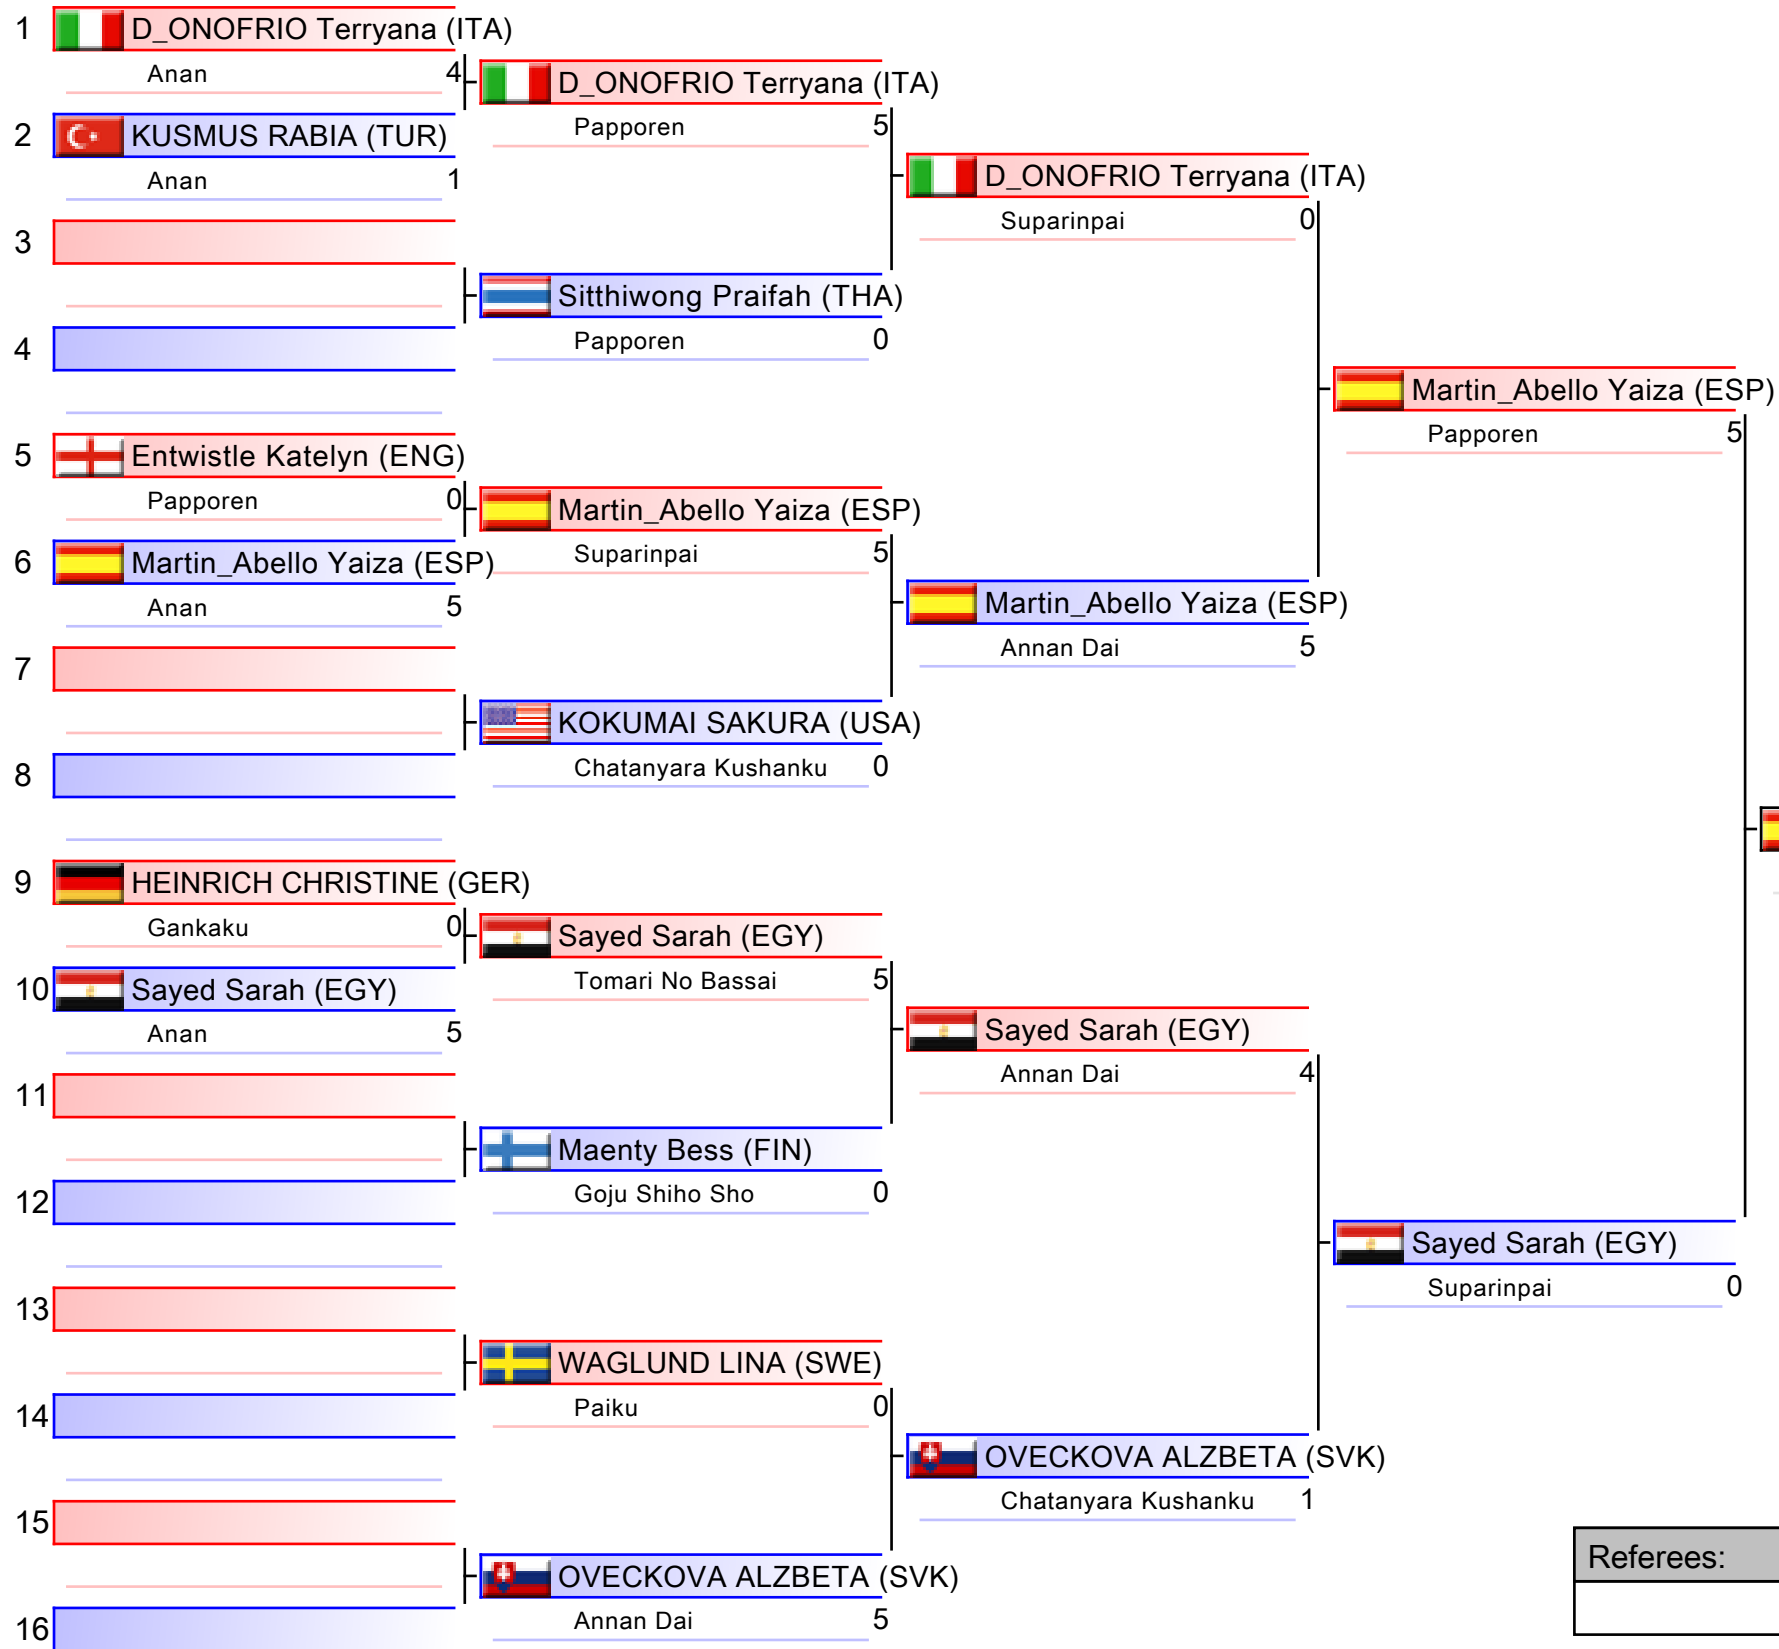 1 D_ONOFRIO Terryana (ITA)
Anan 4
2 KUSMUS RABIA (TUR)
Anan 1
3
4
5 Entwistle Katelyn (ENG)
Papporen 0
6 Martin_Abello Yaiza (ESP)
Anan 5
7
8
9 HEINRICH CHRISTINE (GER)
Gankaku 0
10 Sayed Sarah (EGY)
Anan 5
11
12
13
14
15
16
D_ONOFRIO Terryana (ITA)
Papporen 5
Sitthiwong Praifah (THA)
Papporen 0
Martin_Abello Yaiza (ESP)
Suparinpai 5
KOKUMAI SAKURA (USA)
Chatanyara Kushanku 0
Sayed Sarah (EGY)
Tomari No Bassai 5
Maenty Bess (FIN)
Goju Shiho Sho 0
WAGLUND LINA (SWE)
Paiku 0
OVECKOVA ALZBETA (SVK)
Annan Dai 5
D_ONOFRIO Terryana (ITA)
Suparinpai 0
Martin_Abello Yaiza (ESP)
Annan Dai 5
Sayed Sarah (EGY)
Annan Dai 4
OVECKOVA ALZBETA (SVK)
Chatanyara Kushanku 1
Martin_Abello Yaiza (ESP)
Papporen 5
Sayed Sarah (EGY)
Suparinpai 0
Referees: